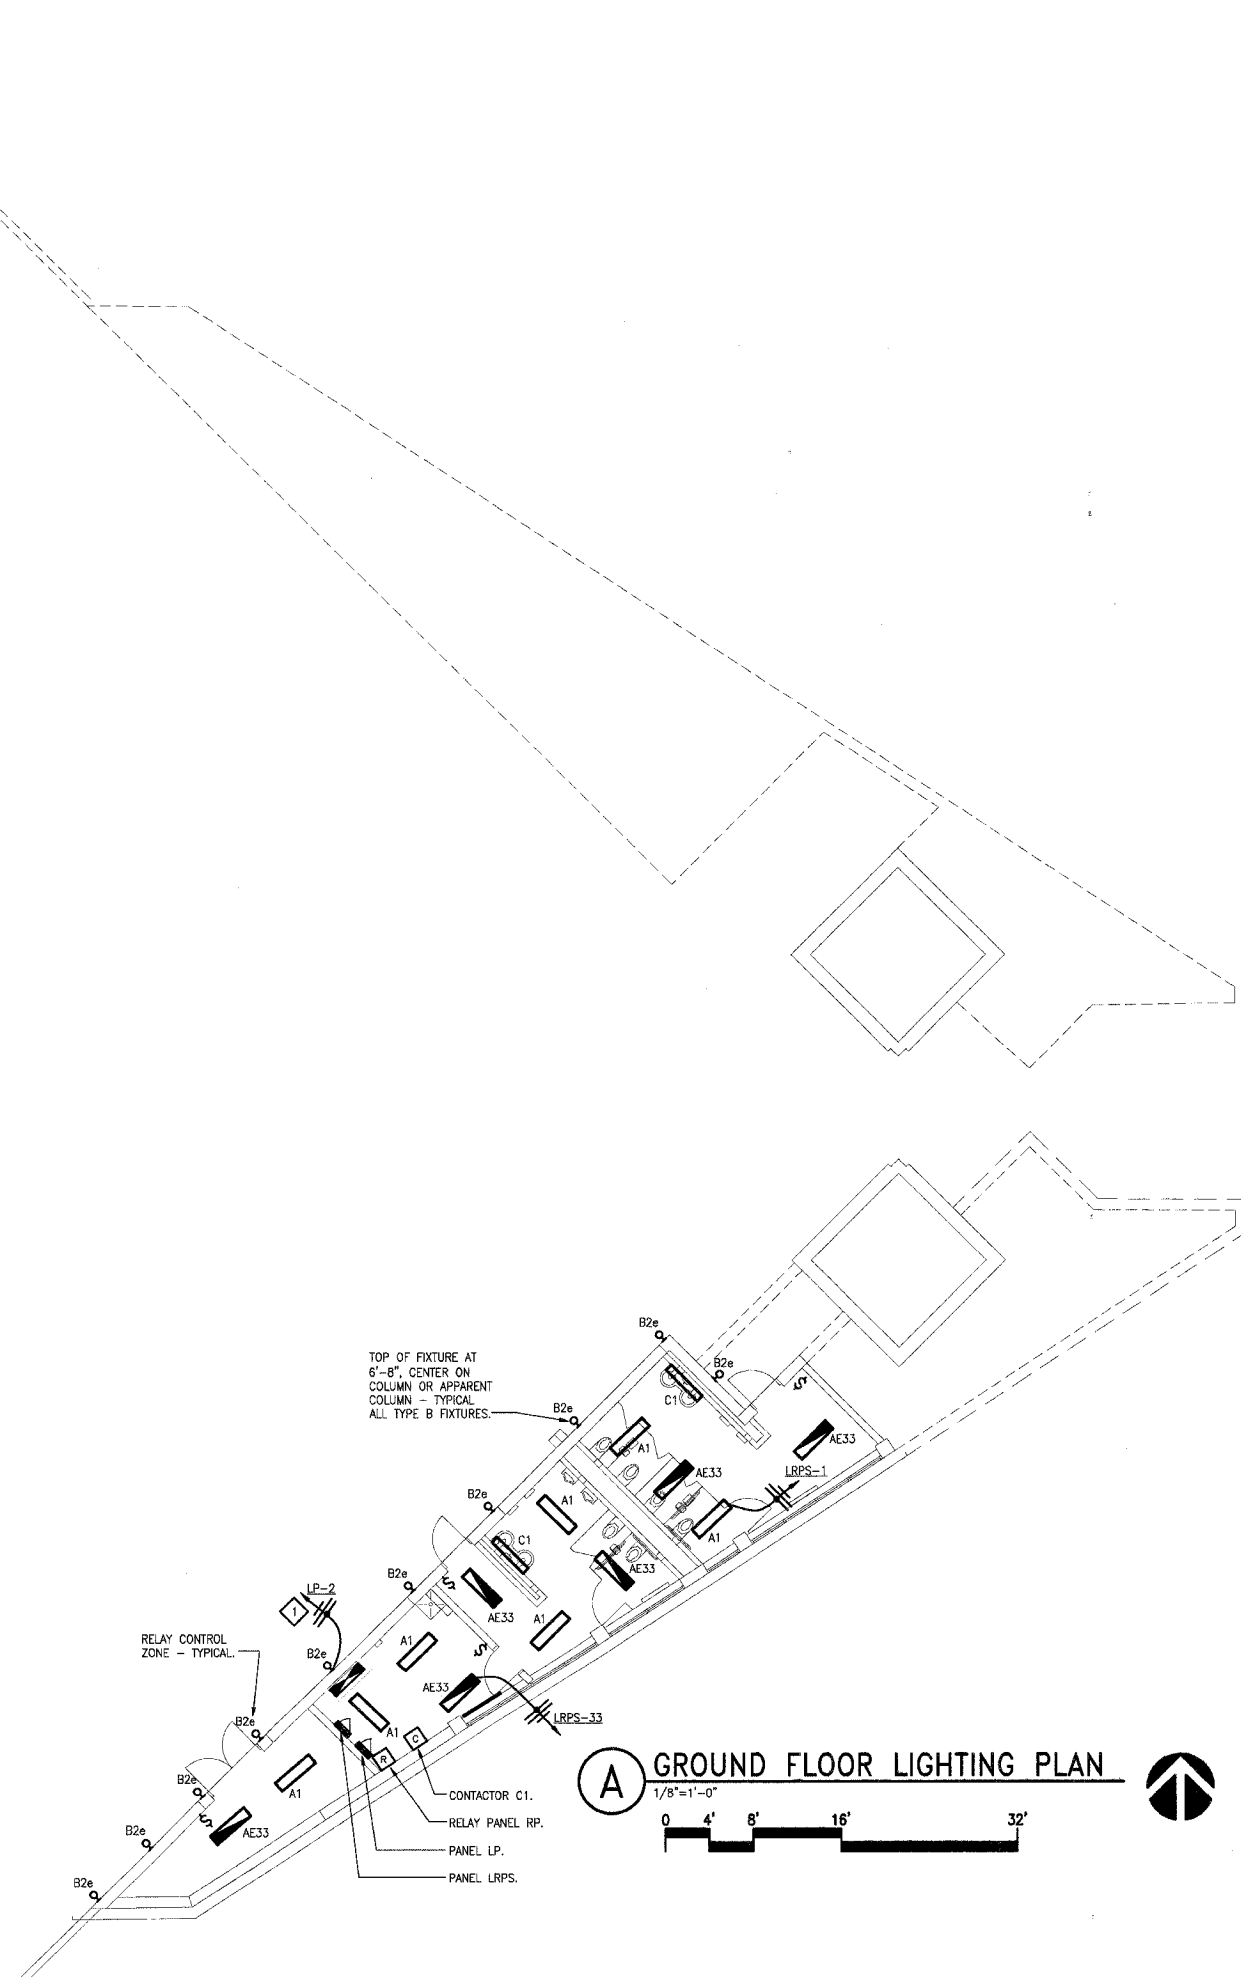 B2e
TOP OF FIXTURE AT
6'-8", CENTER ON
COLUMN OR APPARENT
COLUMN - TYPICAL
ALL TYPE B FIXTURES.
B2e
C1
B2e
A1
AE33
AE33
LRPS-1
A1
B2e
A1
C1
AE33
B2e
AE33
A1
LP-2
1
RELAY CONTROL
ZONE - TYPICAL.
B2e
A1
AE33
LRPS-33
B2e
A1
R
C
B2e
A1
B2e
AE33
B2e
CONTACTOR C1.
RELAY PANEL RP.
PANEL LP.
PANEL LRPS.
A
GROUND FLOOR LIGHTING PLAN
1/8"=1'-0"
0 4' 8' 16' 32'